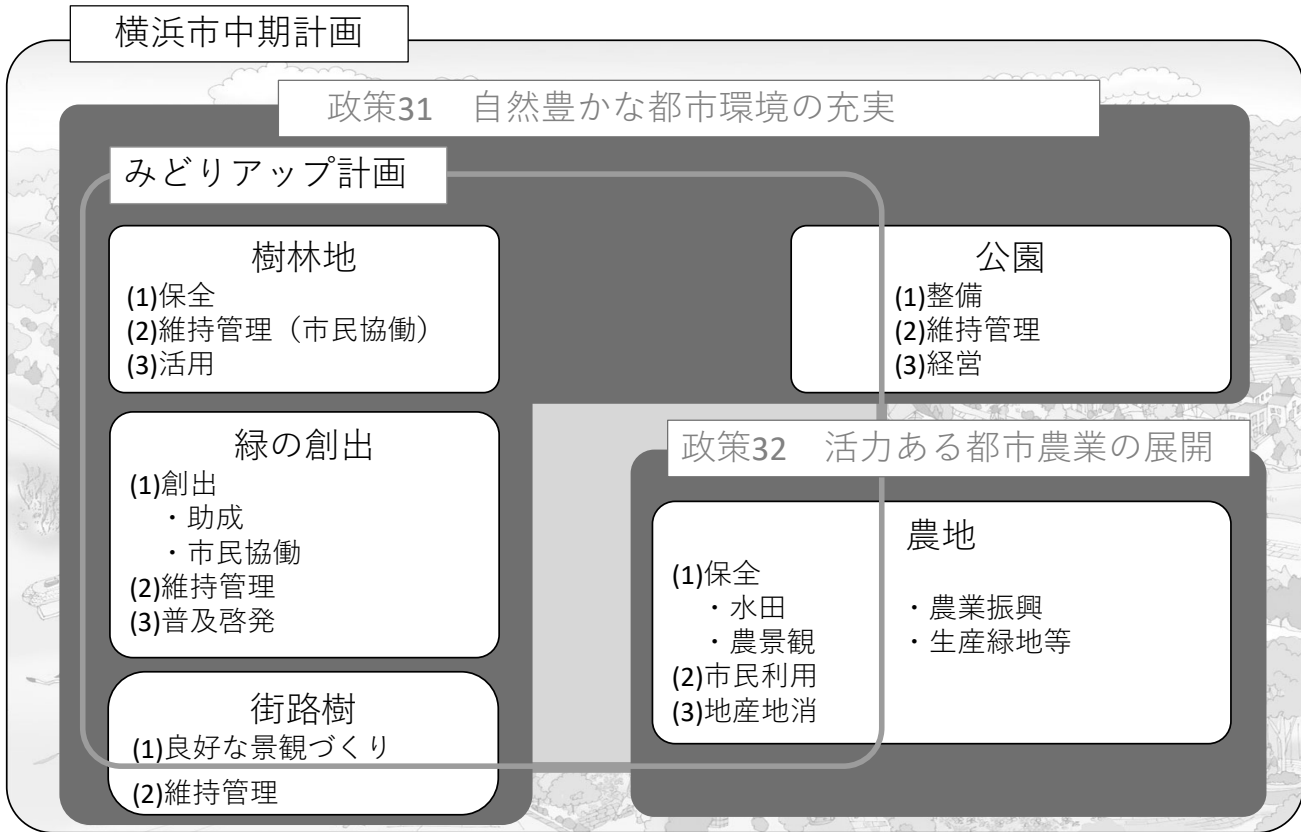 横浜市中期計画
政策31　自然豊かな都市環境の充実
みどりアップ計画
樹林地
(1)保全
(2)維持管理（市民協働）
(3)活用
公園
(1)整備
(2)維持管理
(3)経営
緑の創出
(1)創出
・助成
・市民協働
(2)維持管理
(3)普及啓発
政策32　活力ある都市農業の展開
農地
(1)保全
・水田
・農景観
(2)市民利用
(3)地産地消
・農業振興
・生産緑地等
街路樹
(1)良好な景観づくり
(2)維持管理